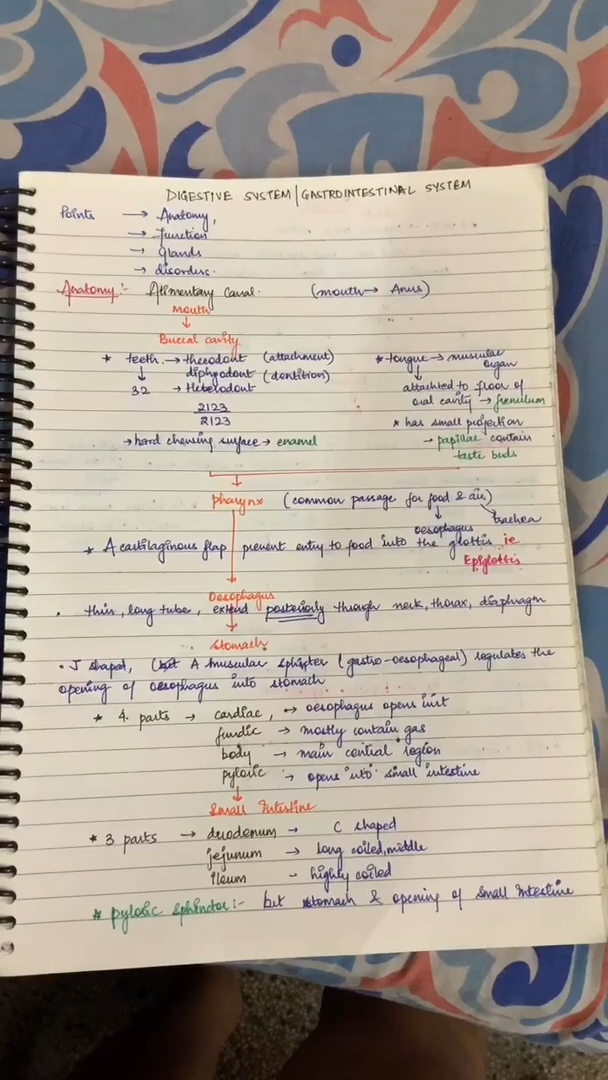 DIGESTIVE SYSTEM | GASTROINTESTINAL SYSTEM
Points → Anatomy,
→ function
→ glands
→ disorders.
Anatomy:- Alimentary Canal. (mouth → Anus)
Mouth
↓
Buccal cavity
* teeth. → thecodont (attachment)
↓ diphyodont (dentition)
32 → Heterodont
2123
2123
→ hard chewing surface → enamel
* tongue → muscular organ
↓
attachted to floor of
oral cavity → frenulum
* has small projection
→ papillae contain
taste buds
↓
pharynx (common passage for food & air)
oesophagus trachea
* A cartilaginous flap prevent entry to food into the glottis ie
Epiglottis
Oesophagus
. thin, long tube, extend posteriorly through neck, thorax, diaphragm
↓
Stomach
• J shaped, A muscular sphincter (gastro-oesophageal) regulates the
opening of oesophagus into stomach
* 4. parts → cardiac, → oesophagus opens
fundic → mostly contain gas
body → main central region
pyloric → opens into small intestine
↓
Small Intestine
* 3 parts → duodenum → C shaped
jejunum → long coiled, middle
ileum - highly coiled
* pyloric sphincter:- bet stomach & opening of small Intestine